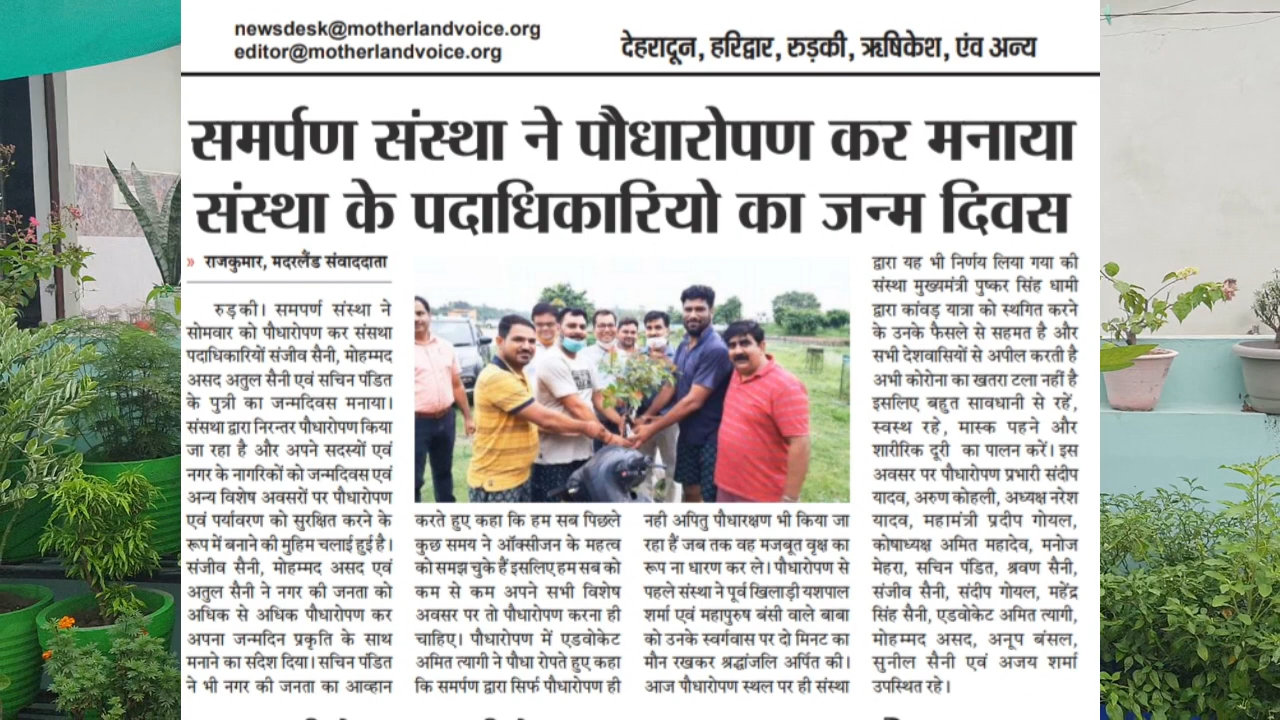 newsdesk@motherlandvoice.org
editor@motherlandvoice.org
देहरादून, हरिद्वार, रुड़की, ऋषिकेश, एंव अन्य
समर्पण संस्था ने पौधारोपण कर मनाया
संस्था के पदाधिकारियो का जन्म दिवस
» राजकुमार, मदरलैंड संवाददाता
रुड़की। समपर्ण संस्था ने
सोमवार को पौधारोपण कर संसथा
पदाधिकारियों संजीव सैनी, मोहम्मद
असद अतुल सैनी एवं सचिन पंडित
के पुत्री का जन्मदिवस मनाया।
संसथा द्वारा निरन्तर पौधारोपण किया
जा रहा है और अपने सदस्यों एवं
नगर के नागरिकों को जन्मदिवस एवं
अन्य विशेष अवसरों पर पौधारोपण
एवं पर्यावरण को सुरक्षित करने के
रूप में बनाने की मुहिम चलाई हुई है।
संजीव सैनी, मोहम्मद असद एवं
अतुल सैनी ने नगर की जनता को
अधिक से अधिक पौधारोपण कर
अपना जन्मदिन प्रकृति के साथ
मनाने का संदेश दिया। सचिन पंडित
ने भी नगर की जनता का आव्हान
करते हुए कहा कि हम सब पिछले
कुछ समय ने ऑक्सीजन के महत्व
को समझ चुके हैं इसलिए हम सब को
कम से कम अपने सभी विशेष
अवसर पर तो पौधारोपण करना ही
चाहिए। पौधारोपण में एडवोकेट
अमित त्यागी ने पौधा रोपते हुए कहा
कि समर्पण द्वारा सिर्फ पौधारोपण ही
नही अपितु पौधारक्षण भी किया जा
रहा हैं जब तक वह मजबूत वृक्ष का
रूप ना धारण कर ले। पौधारोपण से
पहले संस्था ने पूर्व खिलाड़ी यशपाल
शर्मा एवं महापुरुष बंसी वाले बाबा
को उनके स्वर्गवास पर दो मिनट का
मौन रखकर श्रद्धांजलि अर्पित की।
आज पौधारोपण स्थल पर ही संस्था
द्वारा यह भी निर्णय लिया गया की
संस्था मुख्यमंत्री पुष्कर सिंह धामी
द्वारा कांवड़ यात्रा को स्थगित करने
के उनके फैसले से सहमत है और
सभी देशवासियों से अपील करती है
अभी कोरोना का खतरा टला नहीं है
इसलिए बहुत सावधानी से रहें,
स्वस्थ रहे, मास्क पहने और
शारीरिक दूरी का पालन करें। इस
अवसर पर पौधारोपण प्रभारी संदीप
यादव, अरुण कोहली, अध्यक्ष नरेश
यादव, महामंत्री प्रदीप गोयल,
कोषाध्यक्ष अमित महादेव, मनोज
मेहरा, सचिन पंडित, श्रवण सैनी,
संजीव सैनी, संदीप गोयल, महेंद्र
सिंह सैनी, एडवोकेट अमित त्यागी,
मोहम्मद असद, अनूप बंसल,
सुनील सैनी एवं अजय शर्मा
उपस्थित रहे।